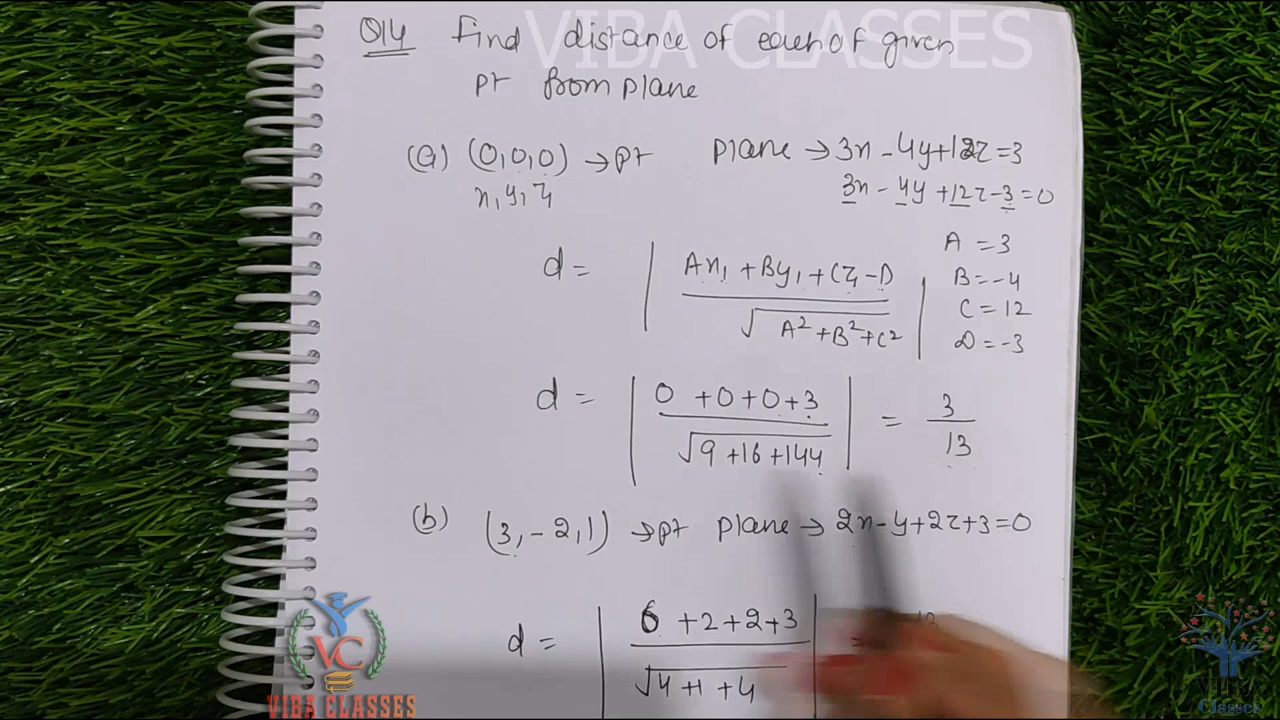 VIBA CLASSES
Q14 Find distance of each of given
pt from plane
(a) (0,0,0) → pt plane → 3x - 4y + 12z = 3
x, y, z 3x - 4y + 12z - 3 = 0
A = 3
d = | Ax₁ + By₁ + Cz₁ - D / √A² + B² + C² |
B = -4
C = 12
D = -3
d = | 0 + 0 + 0 + 3 / √9 + 16 + 144 | = 3/13
(b) (3, -2, 1) → pt plane → 2x - y + 2z + 3 = 0
d = | 6 + 2 + 2 + 3 / √4 + 1 + 4 | =
VC
VIBA CLASSES
VIBA
Classes